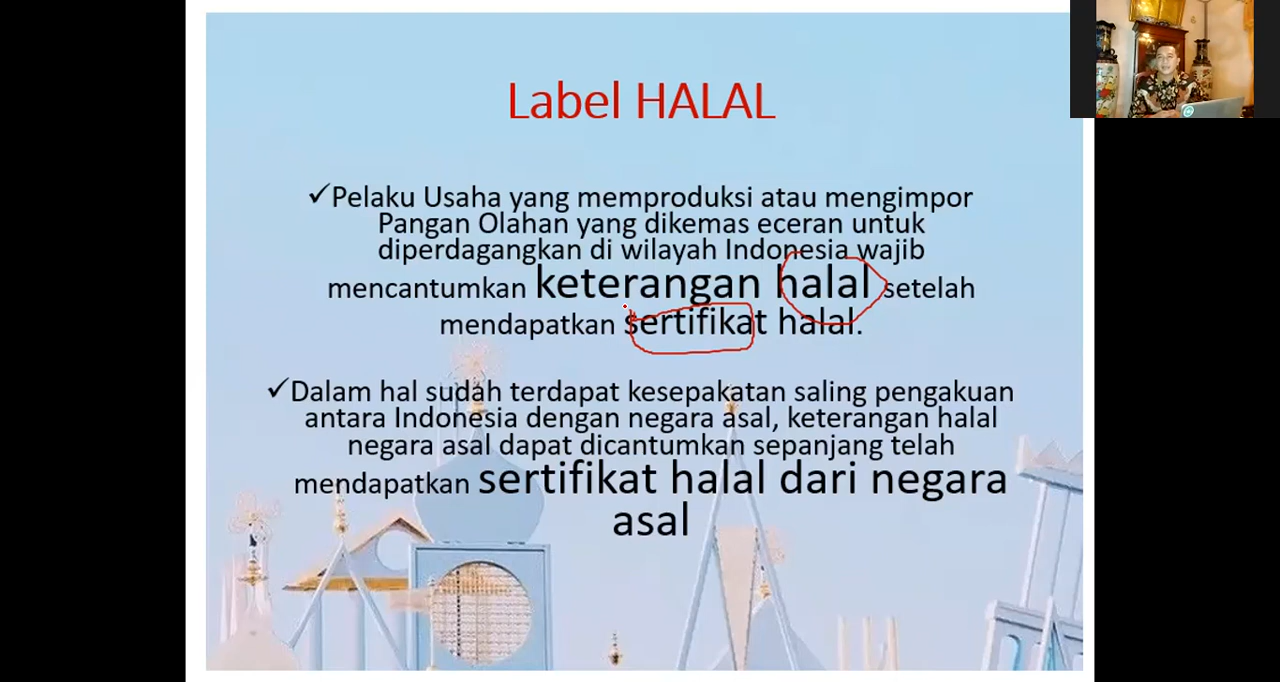 Label HALAL
✓Pelaku Usaha yang memproduksi atau mengimpor
Pangan Olahan yang dikemas eceran untuk
diperdagangkan di wilayah Indonesia wajib
mencantumkan keterangan halal setelah
mendapatkan sertifikat halal.
✓Dalam hal sudah terdapat kesepakatan saling pengakuan
antara Indonesia dengan negara asal, keterangan halal
negara asal dapat dicantumkan sepanjang telah
mendapatkan sertifikat halal dari negara
asal